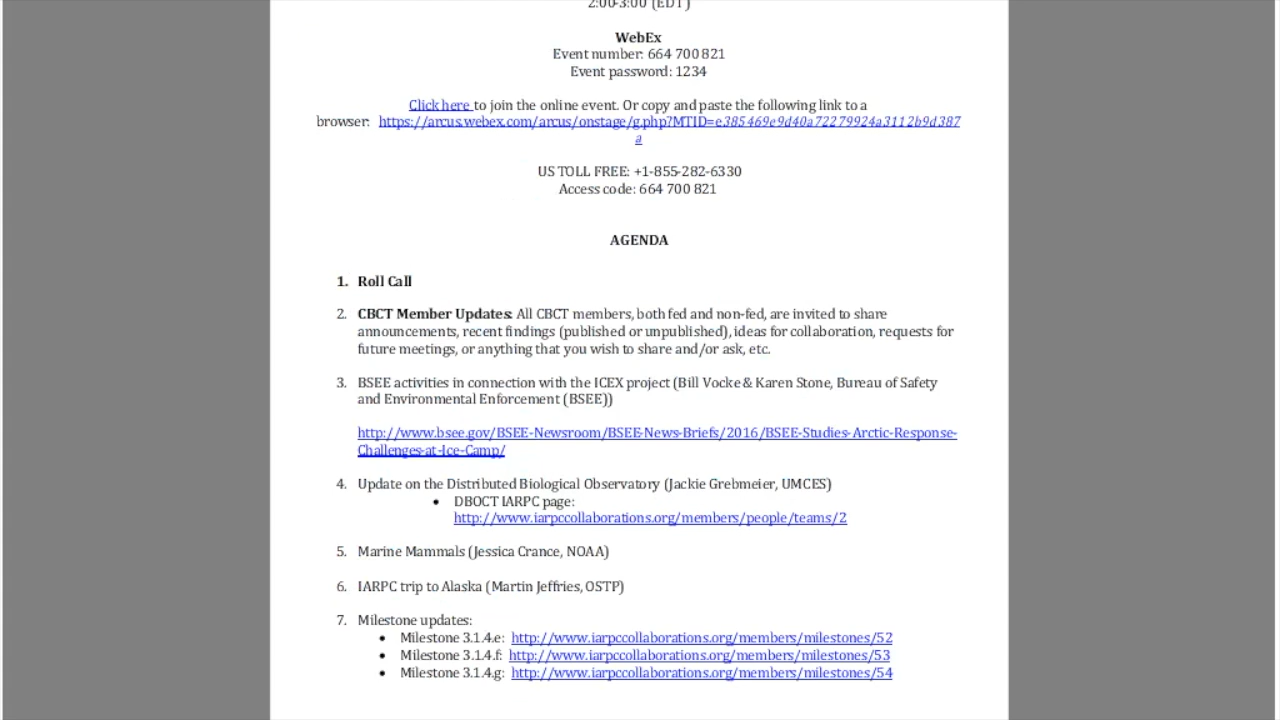 2:00-3:00 (EDT)
WebEx
Event number: 664 700 821
Event password: 1234
Click here to join the online event. Or copy and paste the following link to a
browser: https://arcus.webex.com/arcus/onstage/g.php?MTID=e385469e9d40a72279924a3112b9d387
a
US TOLL FREE: +1-855-282-6330
Access code: 664 700 821
AGENDA
1. Roll Call
2. CBCT Member Updates: All CBCT members, both fed and non-fed, are invited to share
announcements, recent findings (published or unpublished), ideas for collaboration, requests for
future meetings, or anything that you wish to share and/or ask, etc.
3. BSEE activities in connection with the ICEX project (Bill Vocke & Karen Stone, Bureau of Safety
and Environmental Enforcement (BSEE))
http://www.bsee.gov/BSEE-Newsroom/BSEE-News-Briefs/2016/BSEE-Studies-Arctic-Response-
Challenges-at-Ice-Camp/
4. Update on the Distributed Biological Observatory (Jackie Grebmeier, UMCES)
• DBOCT IARPC page:
http://www.iarpccollaborations.org/members/people/teams/2
5. Marine Mammals (Jessica Crance, NOAA)
6. IARPC trip to Alaska (Martin Jeffries, OSTP)
7. Milestone updates:
• Milestone 3.1.4.e: http://www.iarpccollaborations.org/members/milestones/52
• Milestone 3.1.4.f: http://www.iarpccollaborations.org/members/milestones/53
• Milestone 3.1.4.g: http://www.iarpccollaborations.org/members/milestones/54